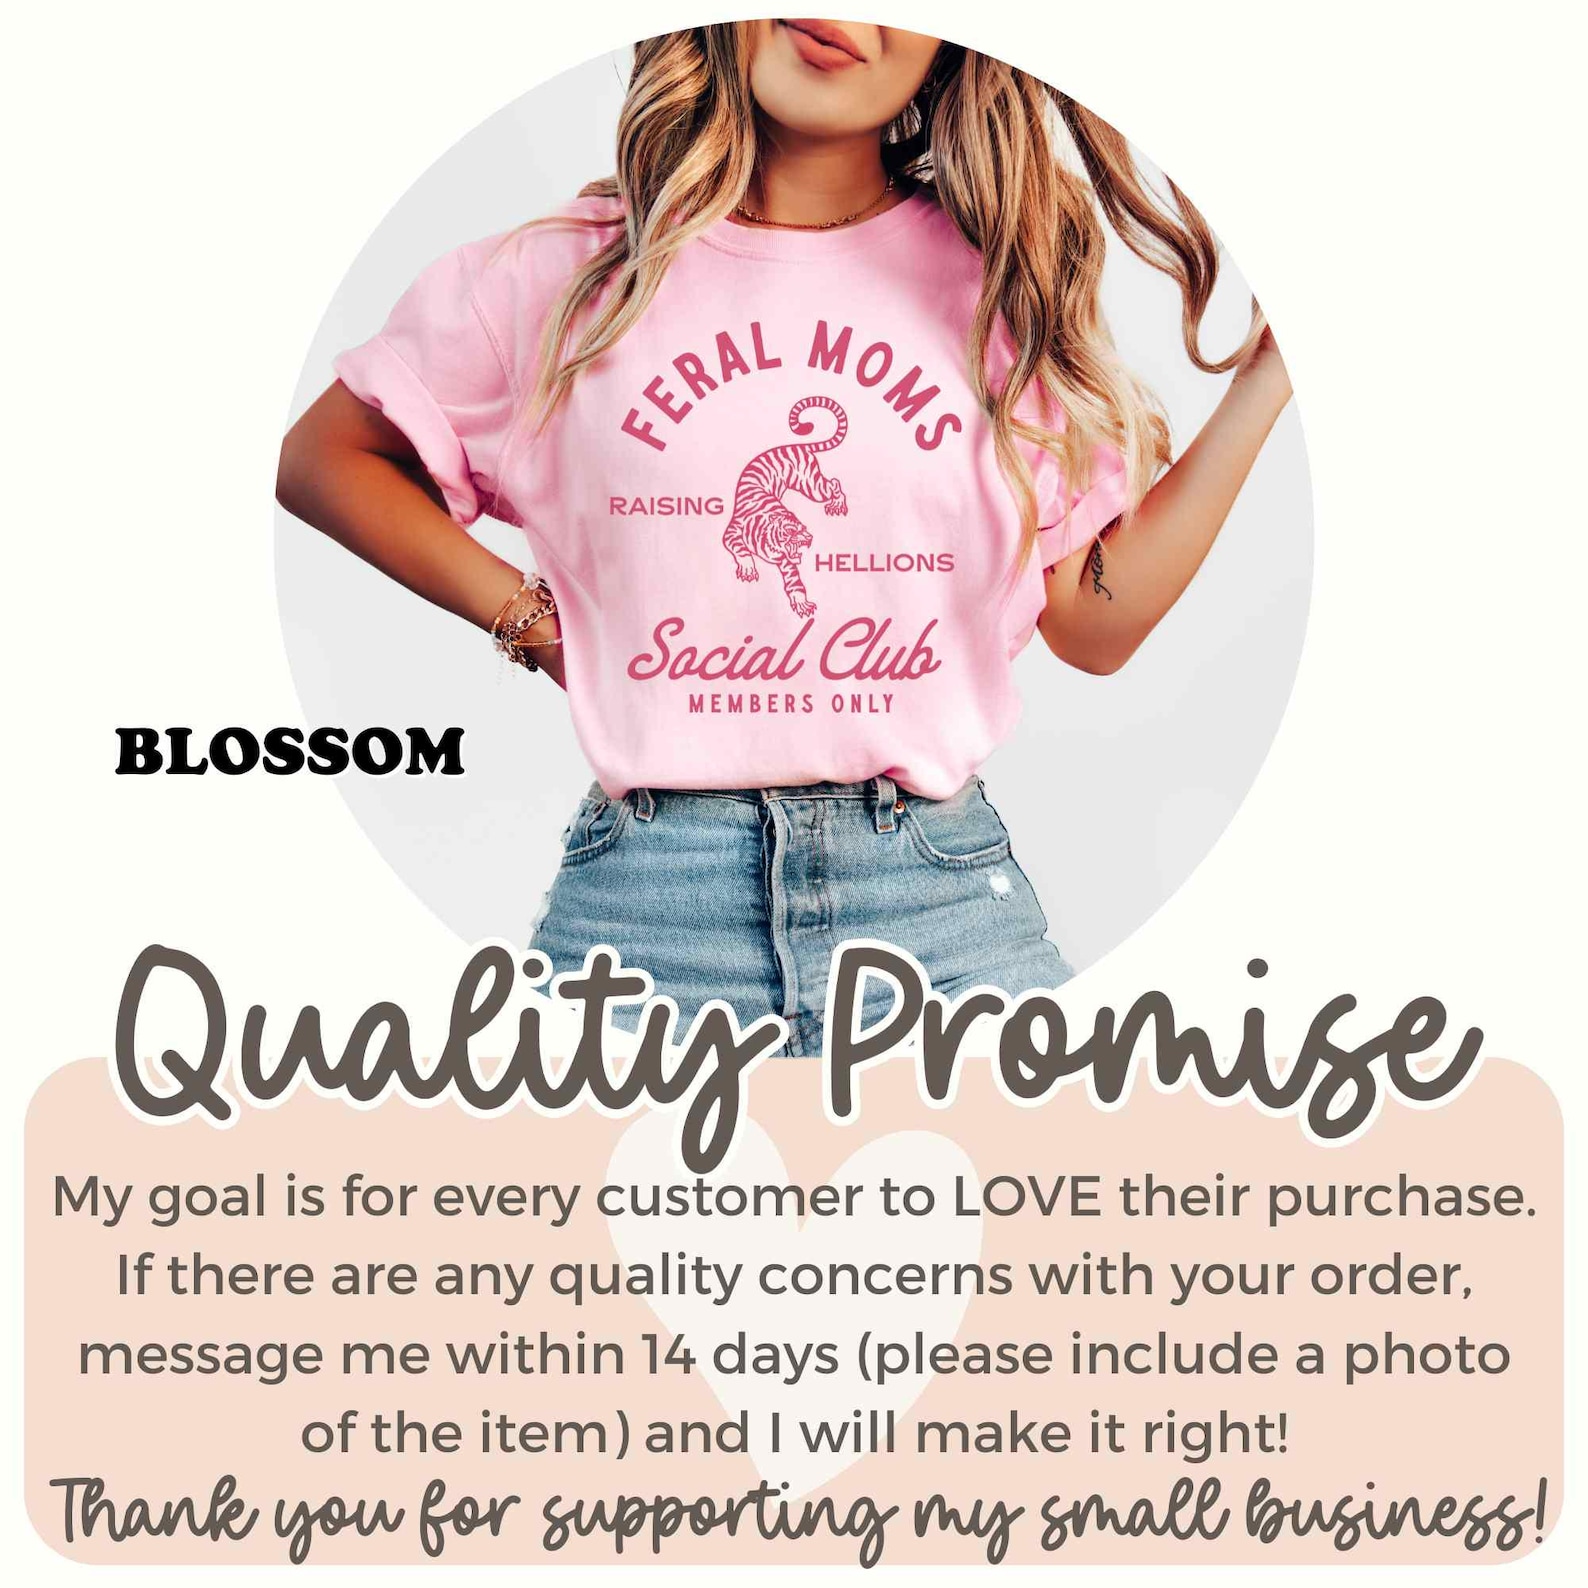 FERAL MOMS
RAISING
HELLIONS
Social Club
MEMBERS ONLY
BLOSSOM
Quality Promise
My goal is for every customer to LOVE their purchase.
If there are any quality concerns with your order,
message me within 14 days (please include a photo
of the item) and I will make it right!
Thank you for supporting my small business!